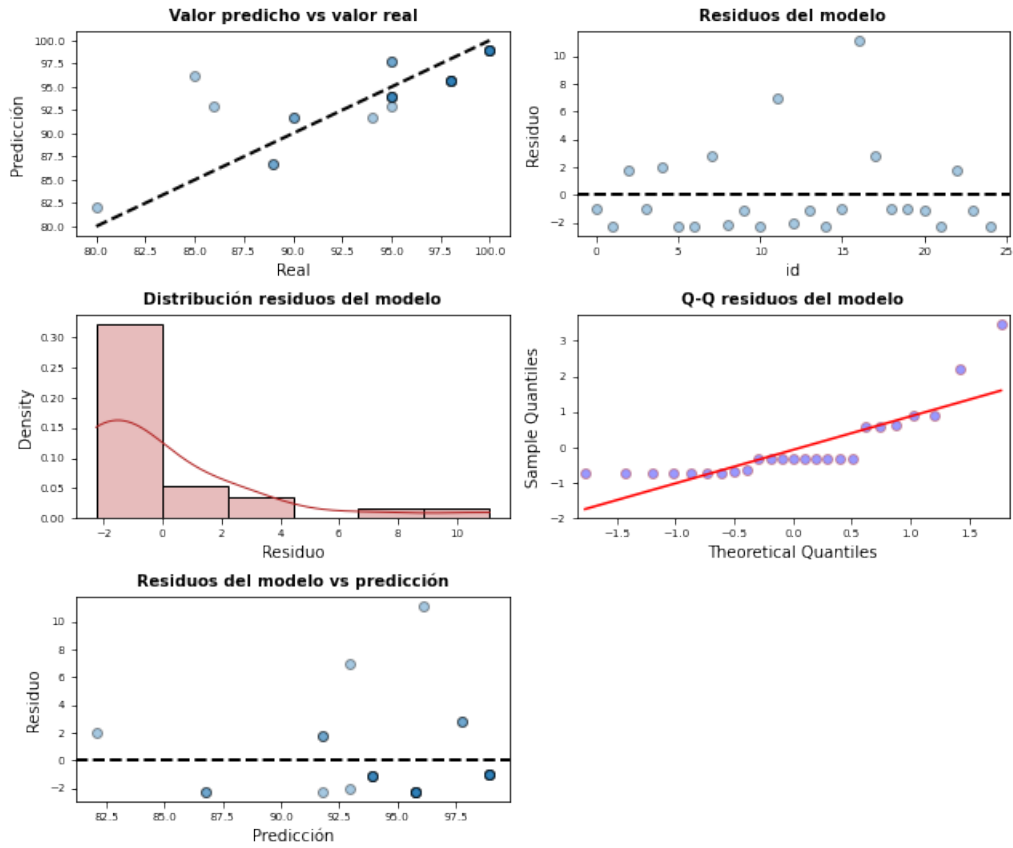 Valor predicho vs valor real
100.0
97.5
95.0
92.5
90.0
87.5
85.0
82.5
80.0
Predicción
80.0 82.5 85.0 87.5 90.0 92.5 95.0 97.5 100.0
Real
Residuos del modelo
10
8
6
4
2
0
−2
Residuo
0 5 10 15 20 25
id
Distribución residuos del modelo
0.30
0.25
0.20
0.15
0.10
0.05
0.00
Density
−2 0 2 4 6 8 10
Residuo
Q-Q residuos del modelo
3
2
1
0
−1
−2
Sample Quantiles
−1.5 −1.0 −0.5 0.0 0.5 1.0 1.5
Theoretical Quantiles
Residuos del modelo vs predicción
10
8
6
4
2
0
−2
Residuo
82.5 85.0 87.5 90.0 92.5 95.0 97.5
Predicción